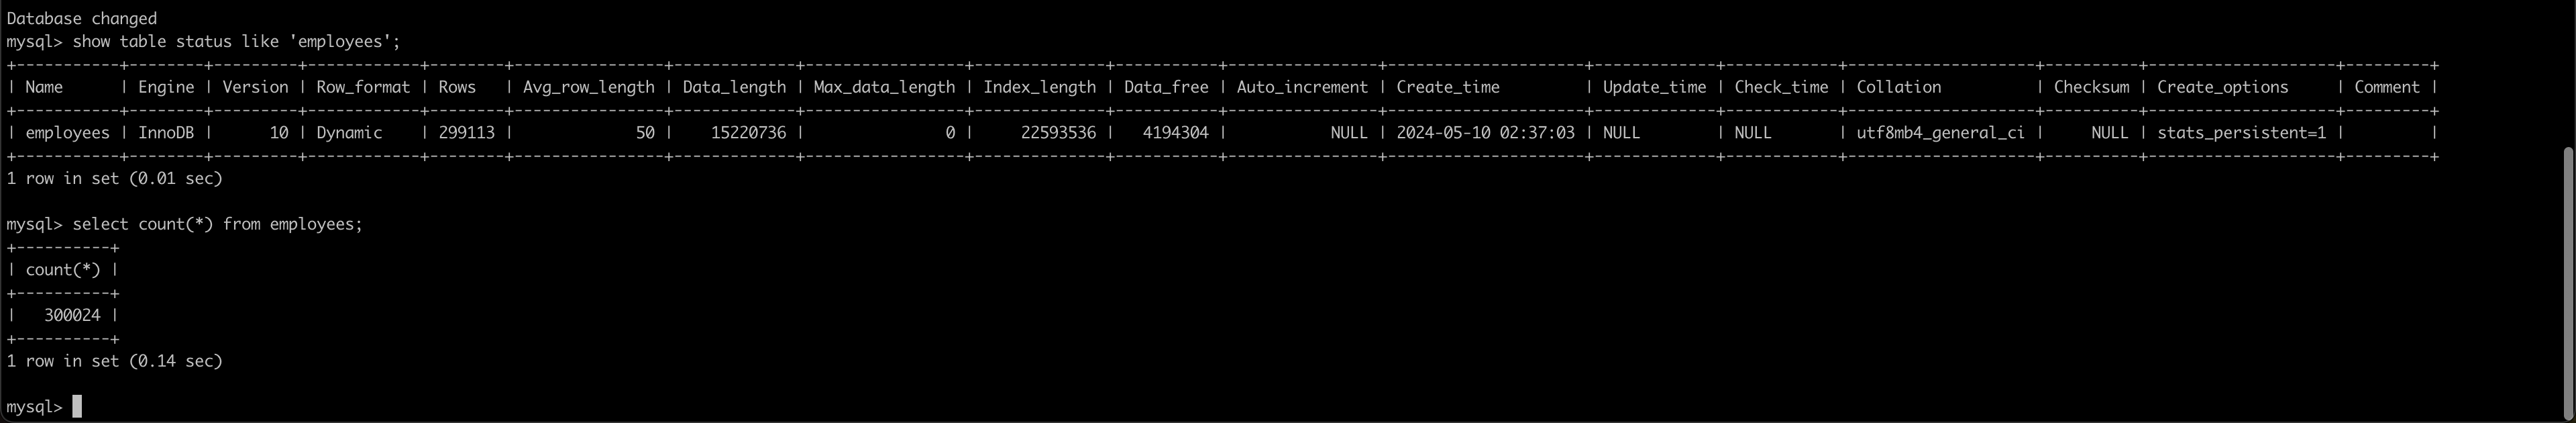 Database changed
mysql> show table status like 'employees';
+-----------+--------+---------+------------+--------+----------------+-------------+-----------------+--------------+-----------+----------------+---------------------+-------------+------------+--------------------+----------+--------------------+---------+
| Name      | Engine | Version | Row_format | Rows   | Avg_row_length | Data_length | Max_data_length | Index_length | Data_free | Auto_increment | Create_time         | Update_time | Check_time | Collation          | Checksum | Create_options     | Comment |
+-----------+--------+---------+------------+--------+----------------+-------------+-----------------+--------------+-----------+----------------+---------------------+-------------+------------+--------------------+----------+--------------------+---------+
| employees | InnoDB |      10 | Dynamic    | 299113 |             50 |    15220736 |               0 |     22593536 |   4194304 |           NULL | 2024-05-10 02:37:03 | NULL        | NULL       | utf8mb4_general_ci |     NULL | stats_persistent=1 |         |
+-----------+--------+---------+------------+--------+----------------+-------------+-----------------+--------------+-----------+----------------+---------------------+-------------+------------+--------------------+----------+--------------------+---------+
1 row in set (0.01 sec)

mysql> select count(*) from employees;
+----------+
| count(*) |
+----------+
|   300024 |
+----------+
1 row in set (0.14 sec)

mysql>